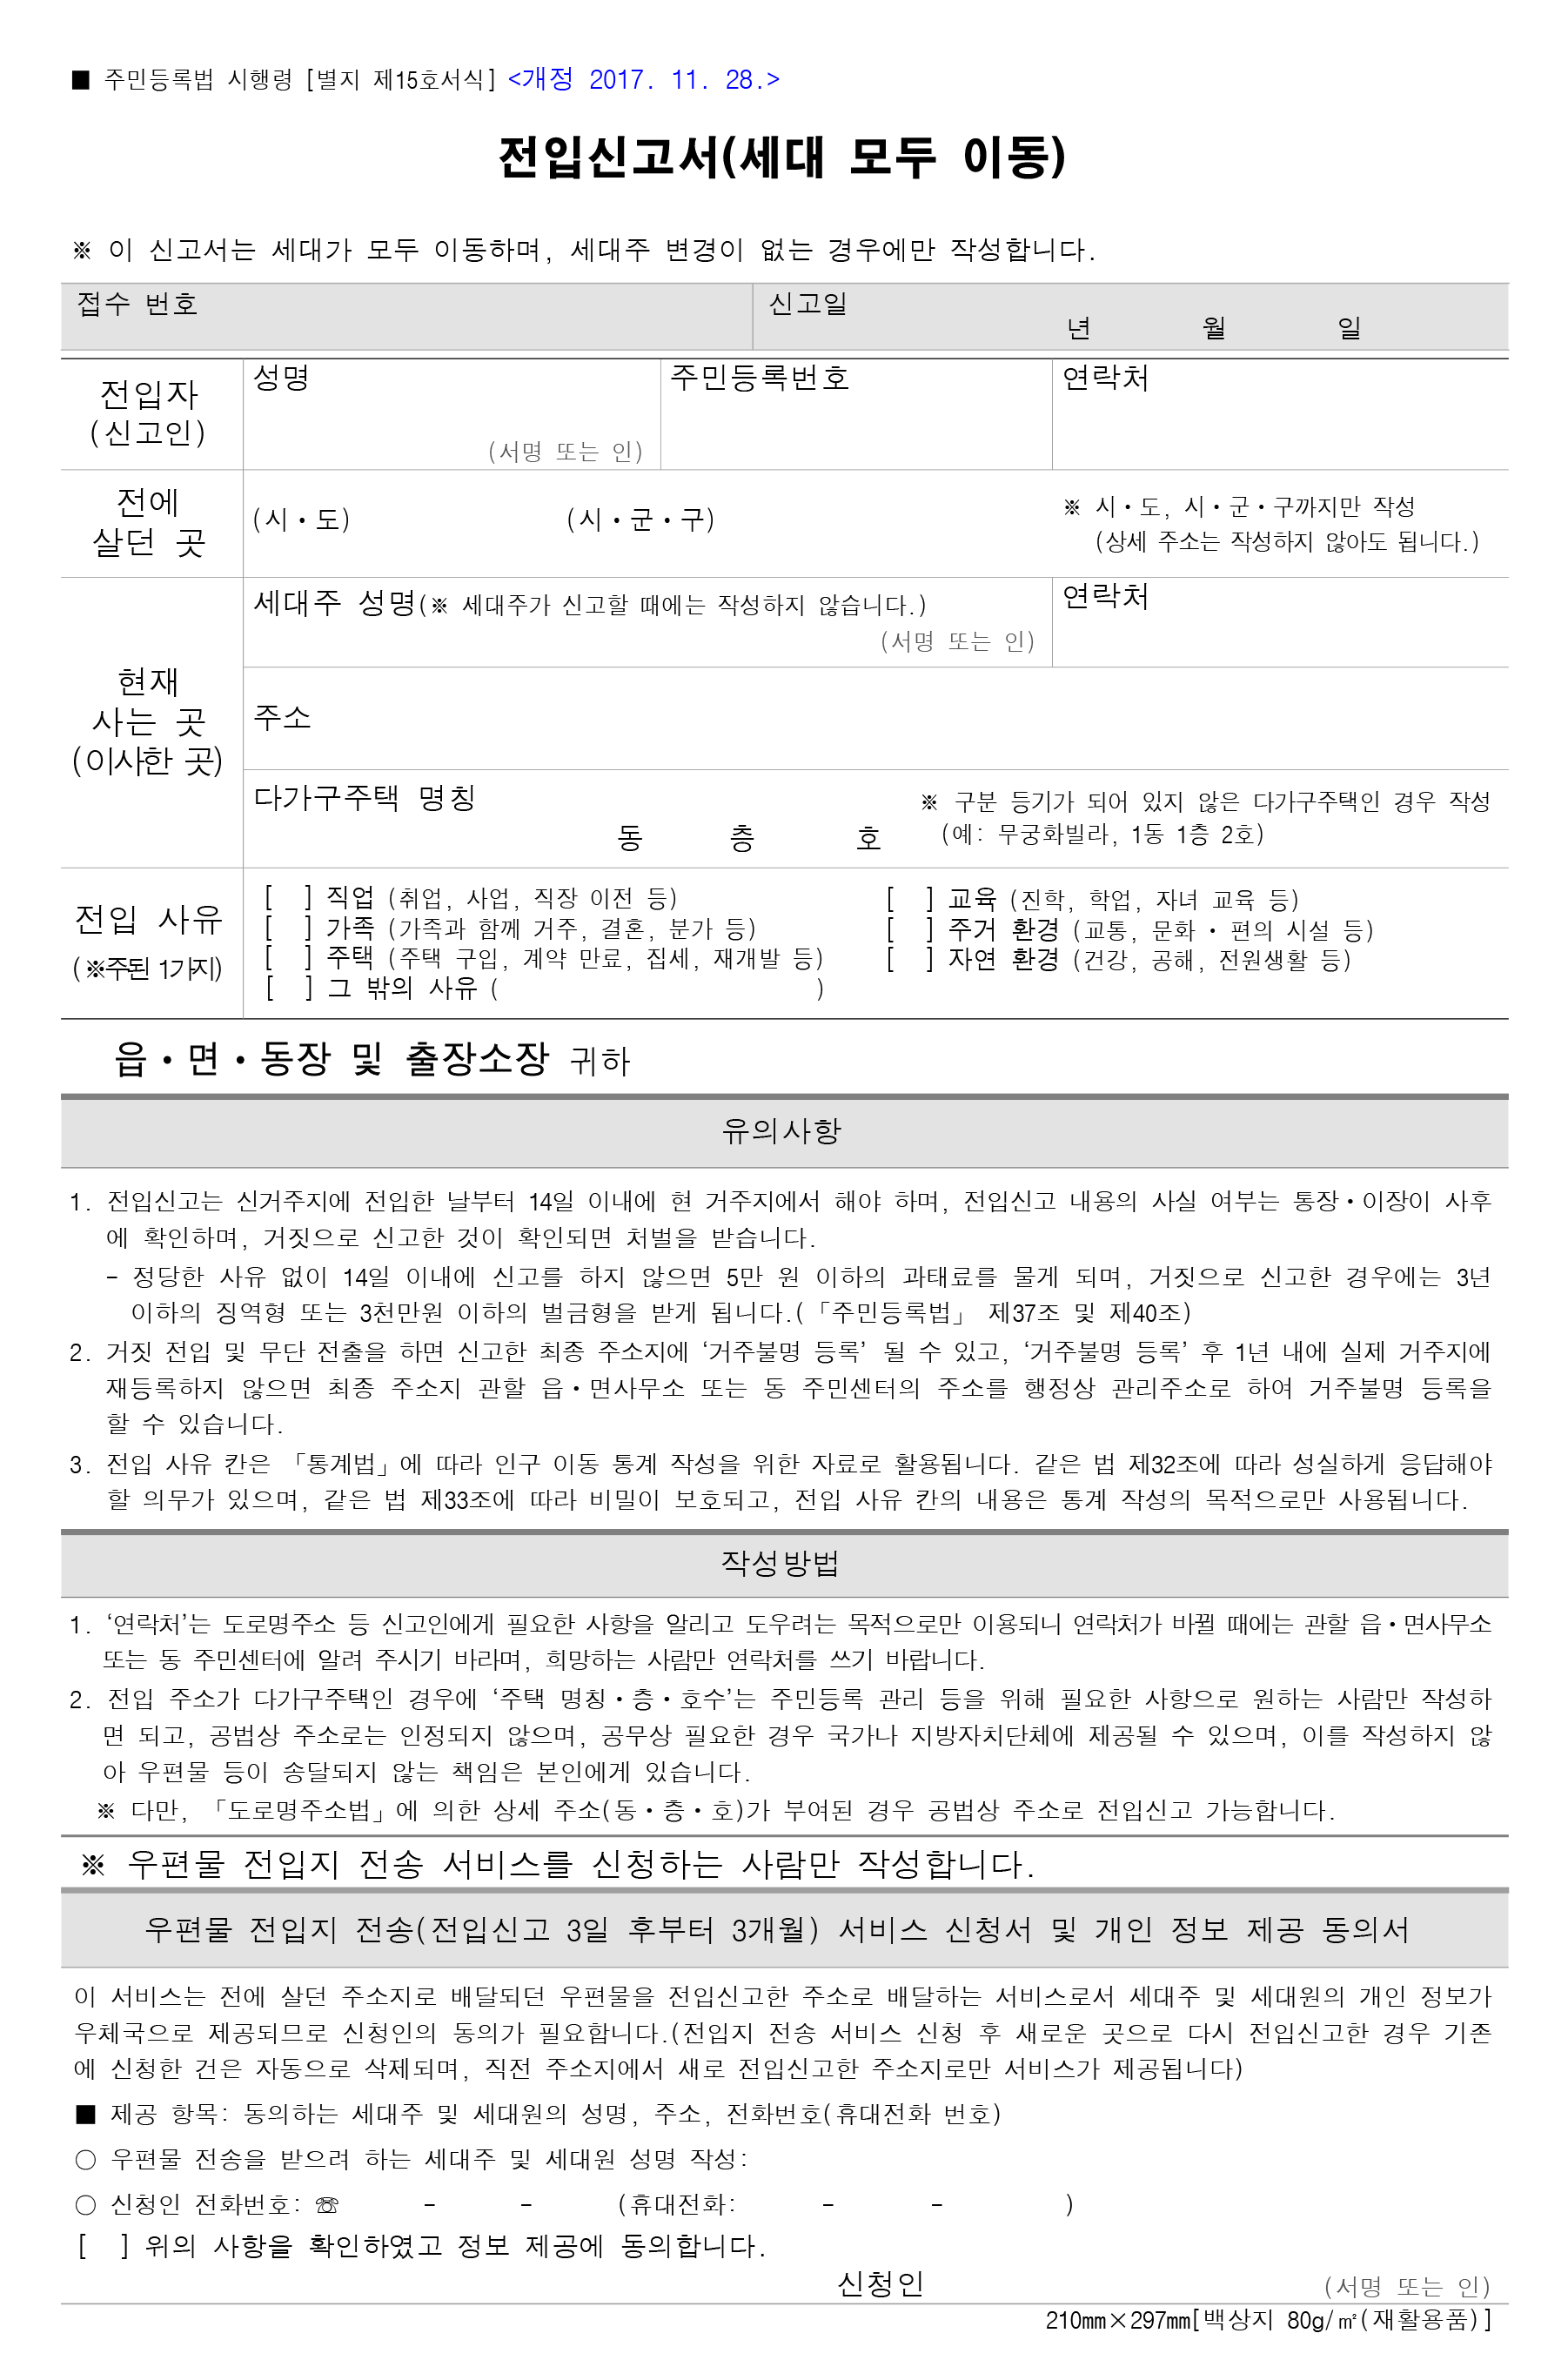 ■ 주민등록법 시행령 [별지 제15호서식] <개정 2017. 11. 28.>
전입신고서(세대 모두 이동)
※ 이 신고서는 세대가 모두 이동하며, 세대주 변경이 없는 경우에만 작성합니다.
접수 번호 신고일
년 월 일
전입자
(신고인)
성명
(서명 또는 인)
주민등록번호
연락처
전에
살던 곳
(시ㆍ도) (시ㆍ군ㆍ구)
※ 시ㆍ도, 시ㆍ군ㆍ구까지만 작성
(상세 주소는 작성하지 않아도 됩니다.)
현재
사는 곳
(이사한 곳)
세대주 성명(※ 세대주가 신고할 때에는 작성하지 않습니다.)
(서명 또는 인)
연락처
주소
다가구주택 명칭
동 층 호
※ 구분 등기가 되어 있지 않은 다가구주택인 경우 작성
(예: 무궁화빌라, 1동 1층 2호)
전입 사유
(※주된 1가지)
[ ] 직업 (취업, 사업, 직장 이전 등) [ ] 교육 (진학, 학업, 자녀 교육 등)
[ ] 가족 (가족과 함께 거주, 결혼, 분가 등) [ ] 주거 환경 (교통, 문화ㆍ편의 시설 등)
[ ] 주택 (주택 구입, 계약 만료, 집세, 재개발 등) [ ] 자연 환경 (건강, 공해, 전원생활 등)
[ ] 그 밖의 사유 ( )
읍ㆍ면ㆍ동장 및 출장소장 귀하
유의사항
1. 전입신고는 신거주지에 전입한 날부터 14일 이내에 현 거주지에서 해야 하며, 전입신고 내용의 사실 여부는 통장ㆍ이장이 사후
에 확인하며, 거짓으로 신고한 것이 확인되면 처벌을 받습니다.
- 정당한 사유 없이 14일 이내에 신고를 하지 않으면 5만 원 이하의 과태료를 물게 되며, 거짓으로 신고한 경우에는 3년
이하의 징역형 또는 3천만원 이하의 벌금형을 받게 됩니다.(「주민등록법」 제37조 및 제40조)
2. 거짓 전입 및 무단 전출을 하면 신고한 최종 주소지에 ‘거주불명 등록’ 될 수 있고, ‘거주불명 등록’ 후 1년 내에 실제 거주지에
재등록하지 않으면 최종 주소지 관할 읍ㆍ면사무소 또는 동 주민센터의 주소를 행정상 관리주소로 하여 거주불명 등록을
할 수 있습니다.
3. 전입 사유 칸은 「통계법」에 따라 인구 이동 통계 작성을 위한 자료로 활용됩니다. 같은 법 제32조에 따라 성실하게 응답해야
할 의무가 있으며, 같은 법 제33조에 따라 비밀이 보호되고, 전입 사유 칸의 내용은 통계 작성의 목적으로만 사용됩니다.
작성방법
1. ‘연락처’는 도로명주소 등 신고인에게 필요한 사항을 알리고 도우려는 목적으로만 이용되니 연락처가 바뀔 때에는 관할 읍ㆍ면사무소
또는 동 주민센터에 알려 주시기 바라며, 희망하는 사람만 연락처를 쓰기 바랍니다.
2. 전입 주소가 다가구주택인 경우에 ‘주택 명칭ㆍ층ㆍ호수’는 주민등록 관리 등을 위해 필요한 사항으로 원하는 사람만 작성하
면 되고, 공법상 주소로는 인정되지 않으며, 공무상 필요한 경우 국가나 지방자치단체에 제공될 수 있으며, 이를 작성하지 않
아 우편물 등이 송달되지 않는 책임은 본인에게 있습니다.
※ 다만, 「도로명주소법」에 의한 상세 주소(동ㆍ층ㆍ호)가 부여된 경우 공법상 주소로 전입신고 가능합니다.
※ 우편물 전입지 전송 서비스를 신청하는 사람만 작성합니다.
우편물 전입지 전송(전입신고 3일 후부터 3개월) 서비스 신청서 및 개인 정보 제공 동의서
이 서비스는 전에 살던 주소지로 배달되던 우편물을 전입신고한 주소로 배달하는 서비스로서 세대주 및 세대원의 개인 정보가
우체국으로 제공되므로 신청인의 동의가 필요합니다.(전입지 전송 서비스 신청 후 새로운 곳으로 다시 전입신고한 경우 기존
에 신청한 건은 자동으로 삭제되며, 직전 주소지에서 새로 전입신고한 주소지로만 서비스가 제공됩니다)
■ 제공 항목: 동의하는 세대주 및 세대원의 성명, 주소, 전화번호(휴대전화 번호)
○ 우편물 전송을 받으려 하는 세대주 및 세대원 성명 작성:
○ 신청인 전화번호: ☏ - - (휴대전화: - - )
[ ] 위의 사항을 확인하였고 정보 제공에 동의합니다.
신청인 (서명 또는 인)
210㎜×297㎜[백상지 80g/㎡(재활용품)]